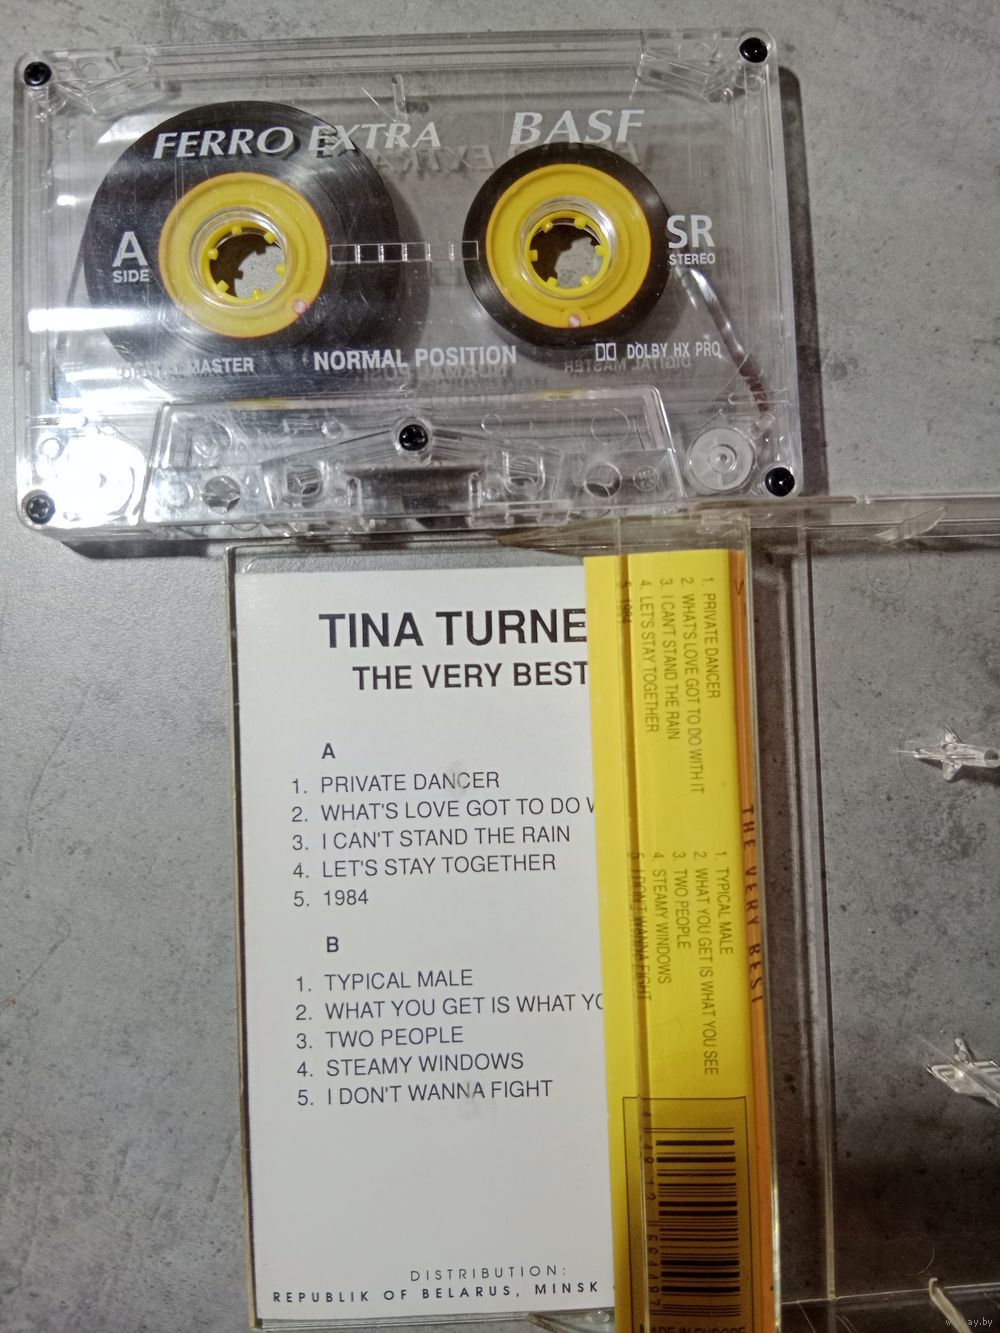 FERRO EXTRA BASF
A
SIDE
SR
STEREO
MASTER
NORMAL POSITION
DOLBY HX PRO
DIGITAL MASTER
TINA TURNE
THE VERY BEST
A
1. PRIVATE DANCER
2. WHAT'S LOVE GOT TO DO
3. I CAN'T STAND THE RAIN
4. LET'S STAY TOGETHER
5. 1984
B
1. TYPICAL MALE
2. WHAT YOU GET IS WHAT YO
3. TWO PEOPLE
4. STEAMY WINDOWS
5. I DON'T WANNA FIGHT
DISTRIBUTION:
REPUBLIK OF BELARUS, MINSK
1. PRIVATE DANCER
2. WHAT'S LOVE GOT TO DO WITH IT
3. I CAN'T STAND THE RAIN
4. LET'S STAY TOGETHER
5. 1984
1. TYPICAL MALE
2. WHAT YOU GET IS WHAT YOU SEE
3. TWO PEOPLE
4. STEAMY WINDOWS
5. I DON'T WANNA FIGHT
THE VERY BEST
MADE IN EUROPE